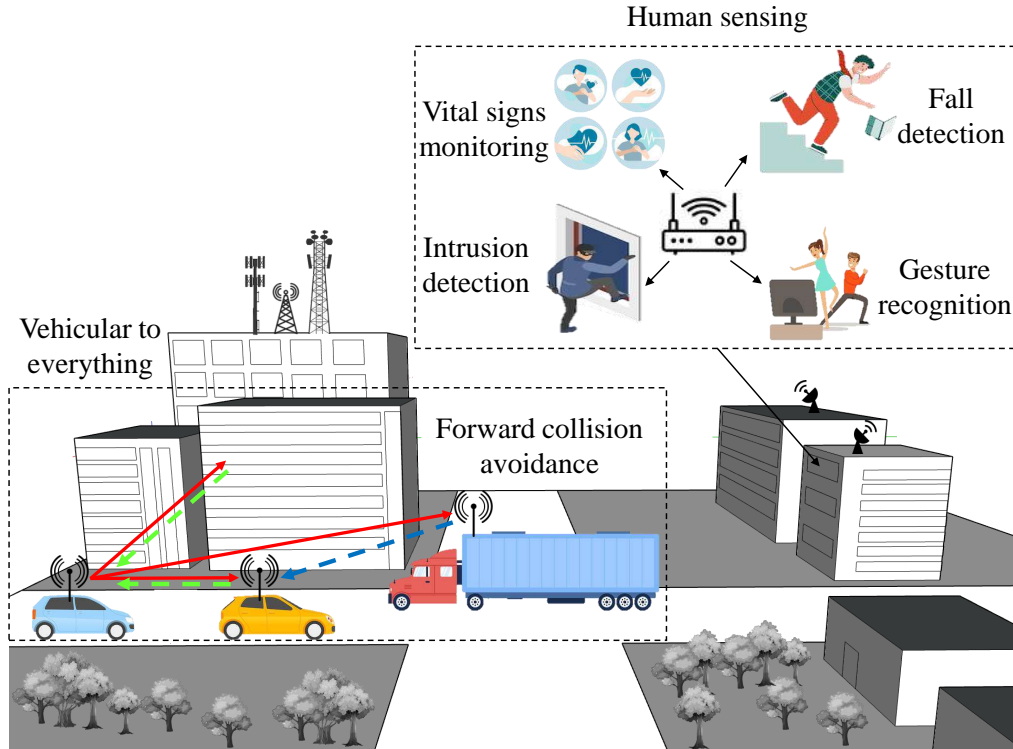 Human sensing
Vital signs
monitoring
Fall
detection
Intrusion
detection
Gesture
recognition
Vehicular to
everything
Forward collision
avoidance